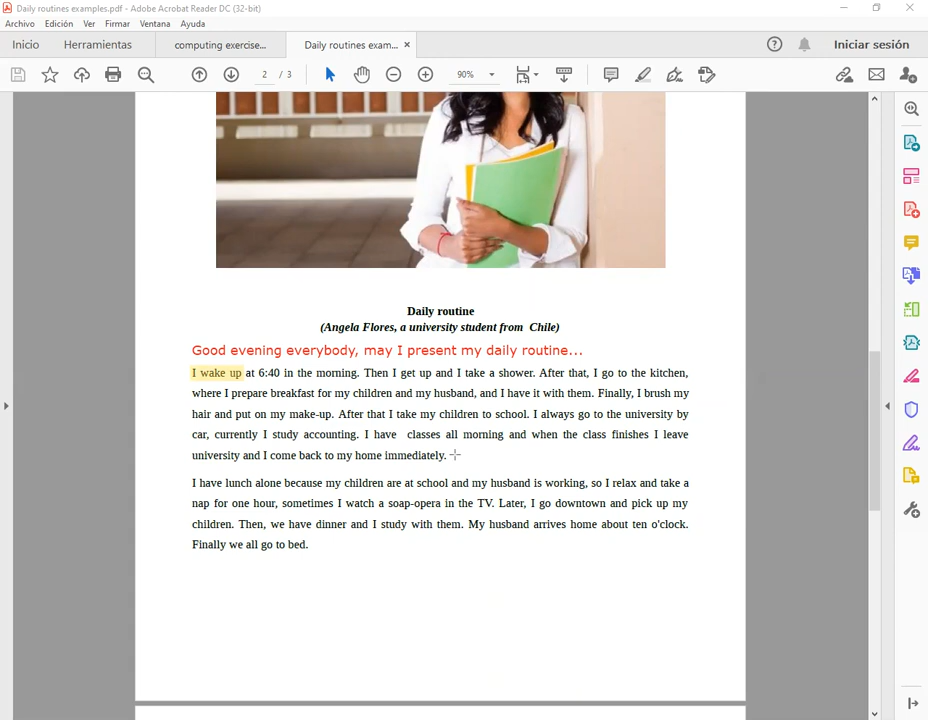 Daily routines examples.pdf - Adobe Acrobat Reader DC (32-bit)
Archivo Edición Ver Firmar Ventana Ayuda
Inicio Herramientas computing exercise... Daily routines exam... × Iniciar sesión
2 / 3 90%
Daily routine
(Angela Flores, a university student from Chile)
Good evening everybody, may I present my daily routine...
I wake up at 6:40 in the morning. Then I get up and I take a shower. After that, I go to the kitchen,
where I prepare breakfast for my children and my husband, and I have it with them. Finally, I brush my
hair and put on my make-up. After that I take my children to school. I always go to the university by
car, currently I study accounting. I have classes all morning and when the class finishes I leave
university and I come back to my home immediately.
I have lunch alone because my children are at school and my husband is working, so I relax and take a
nap for one hour, sometimes I watch a soap-opera in the TV. Later, I go downtown and pick up my
children. Then, we have dinner and I study with them. My husband arrives home about ten o'clock.
Finally we all go to bed.